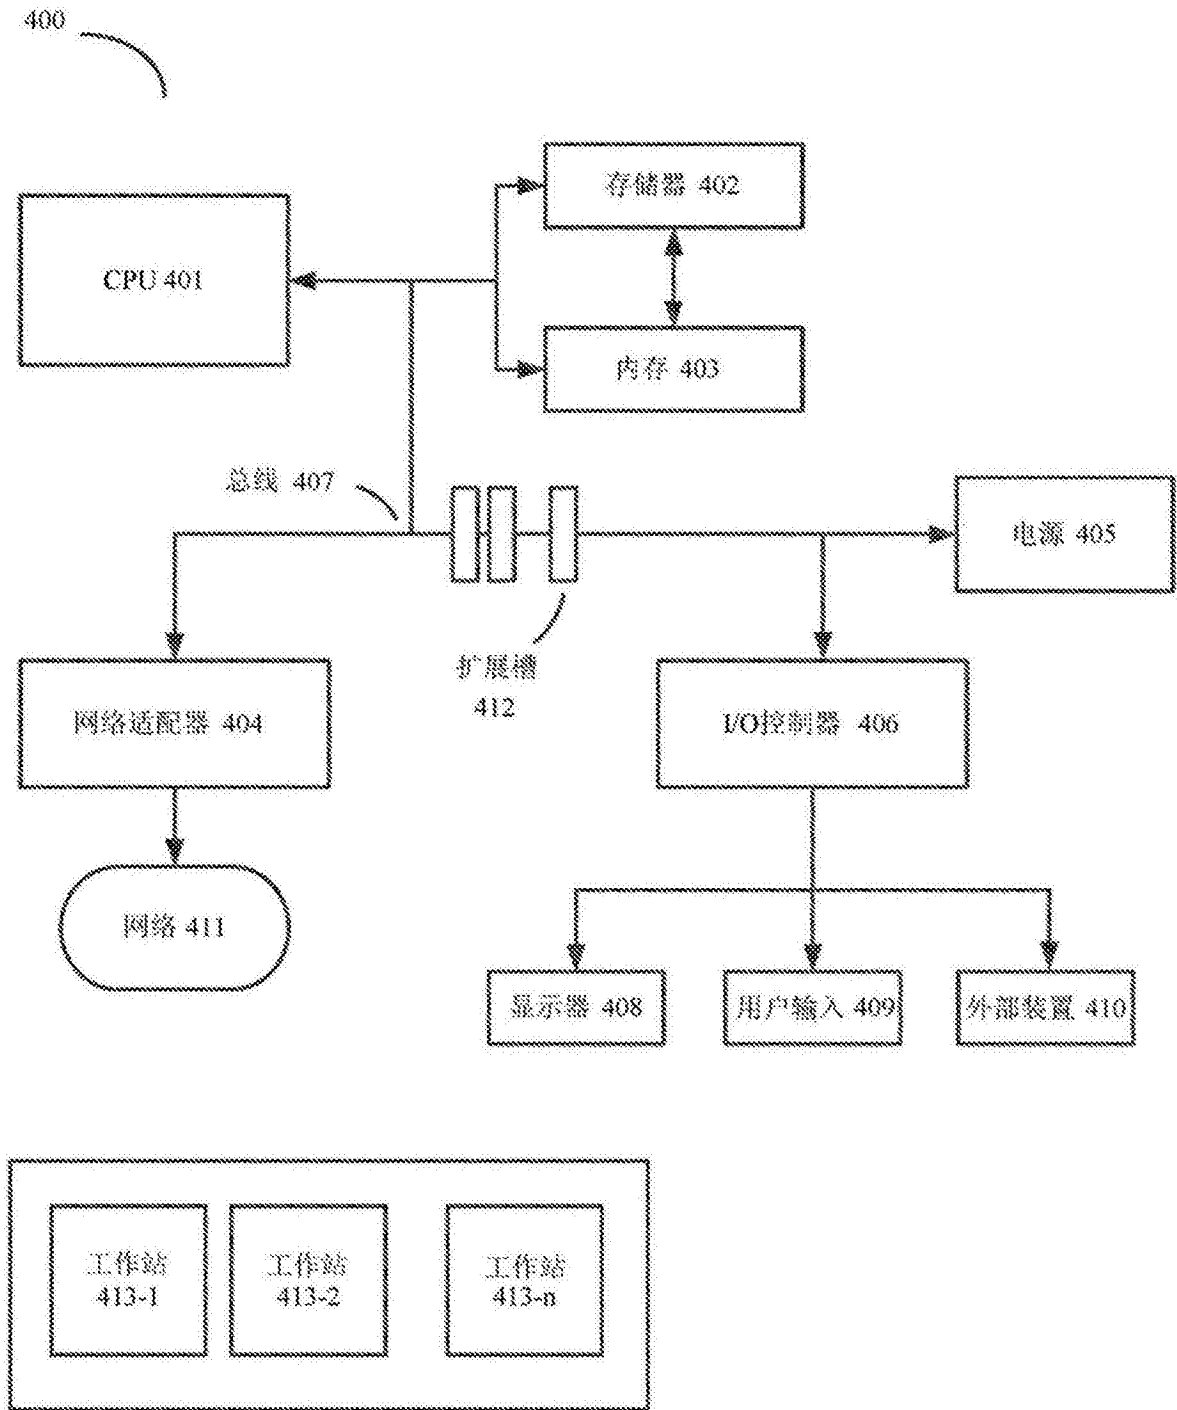 400
存储器 402
CPU 401
内存 403
总线 407
电源 405
扩展槽
412
网络适配器 404
I/O控制器 406
网络 411
显示器 408
用户输入 409
外部装置 410
工作站
413-1
工作站
413-2
工作站
413-n